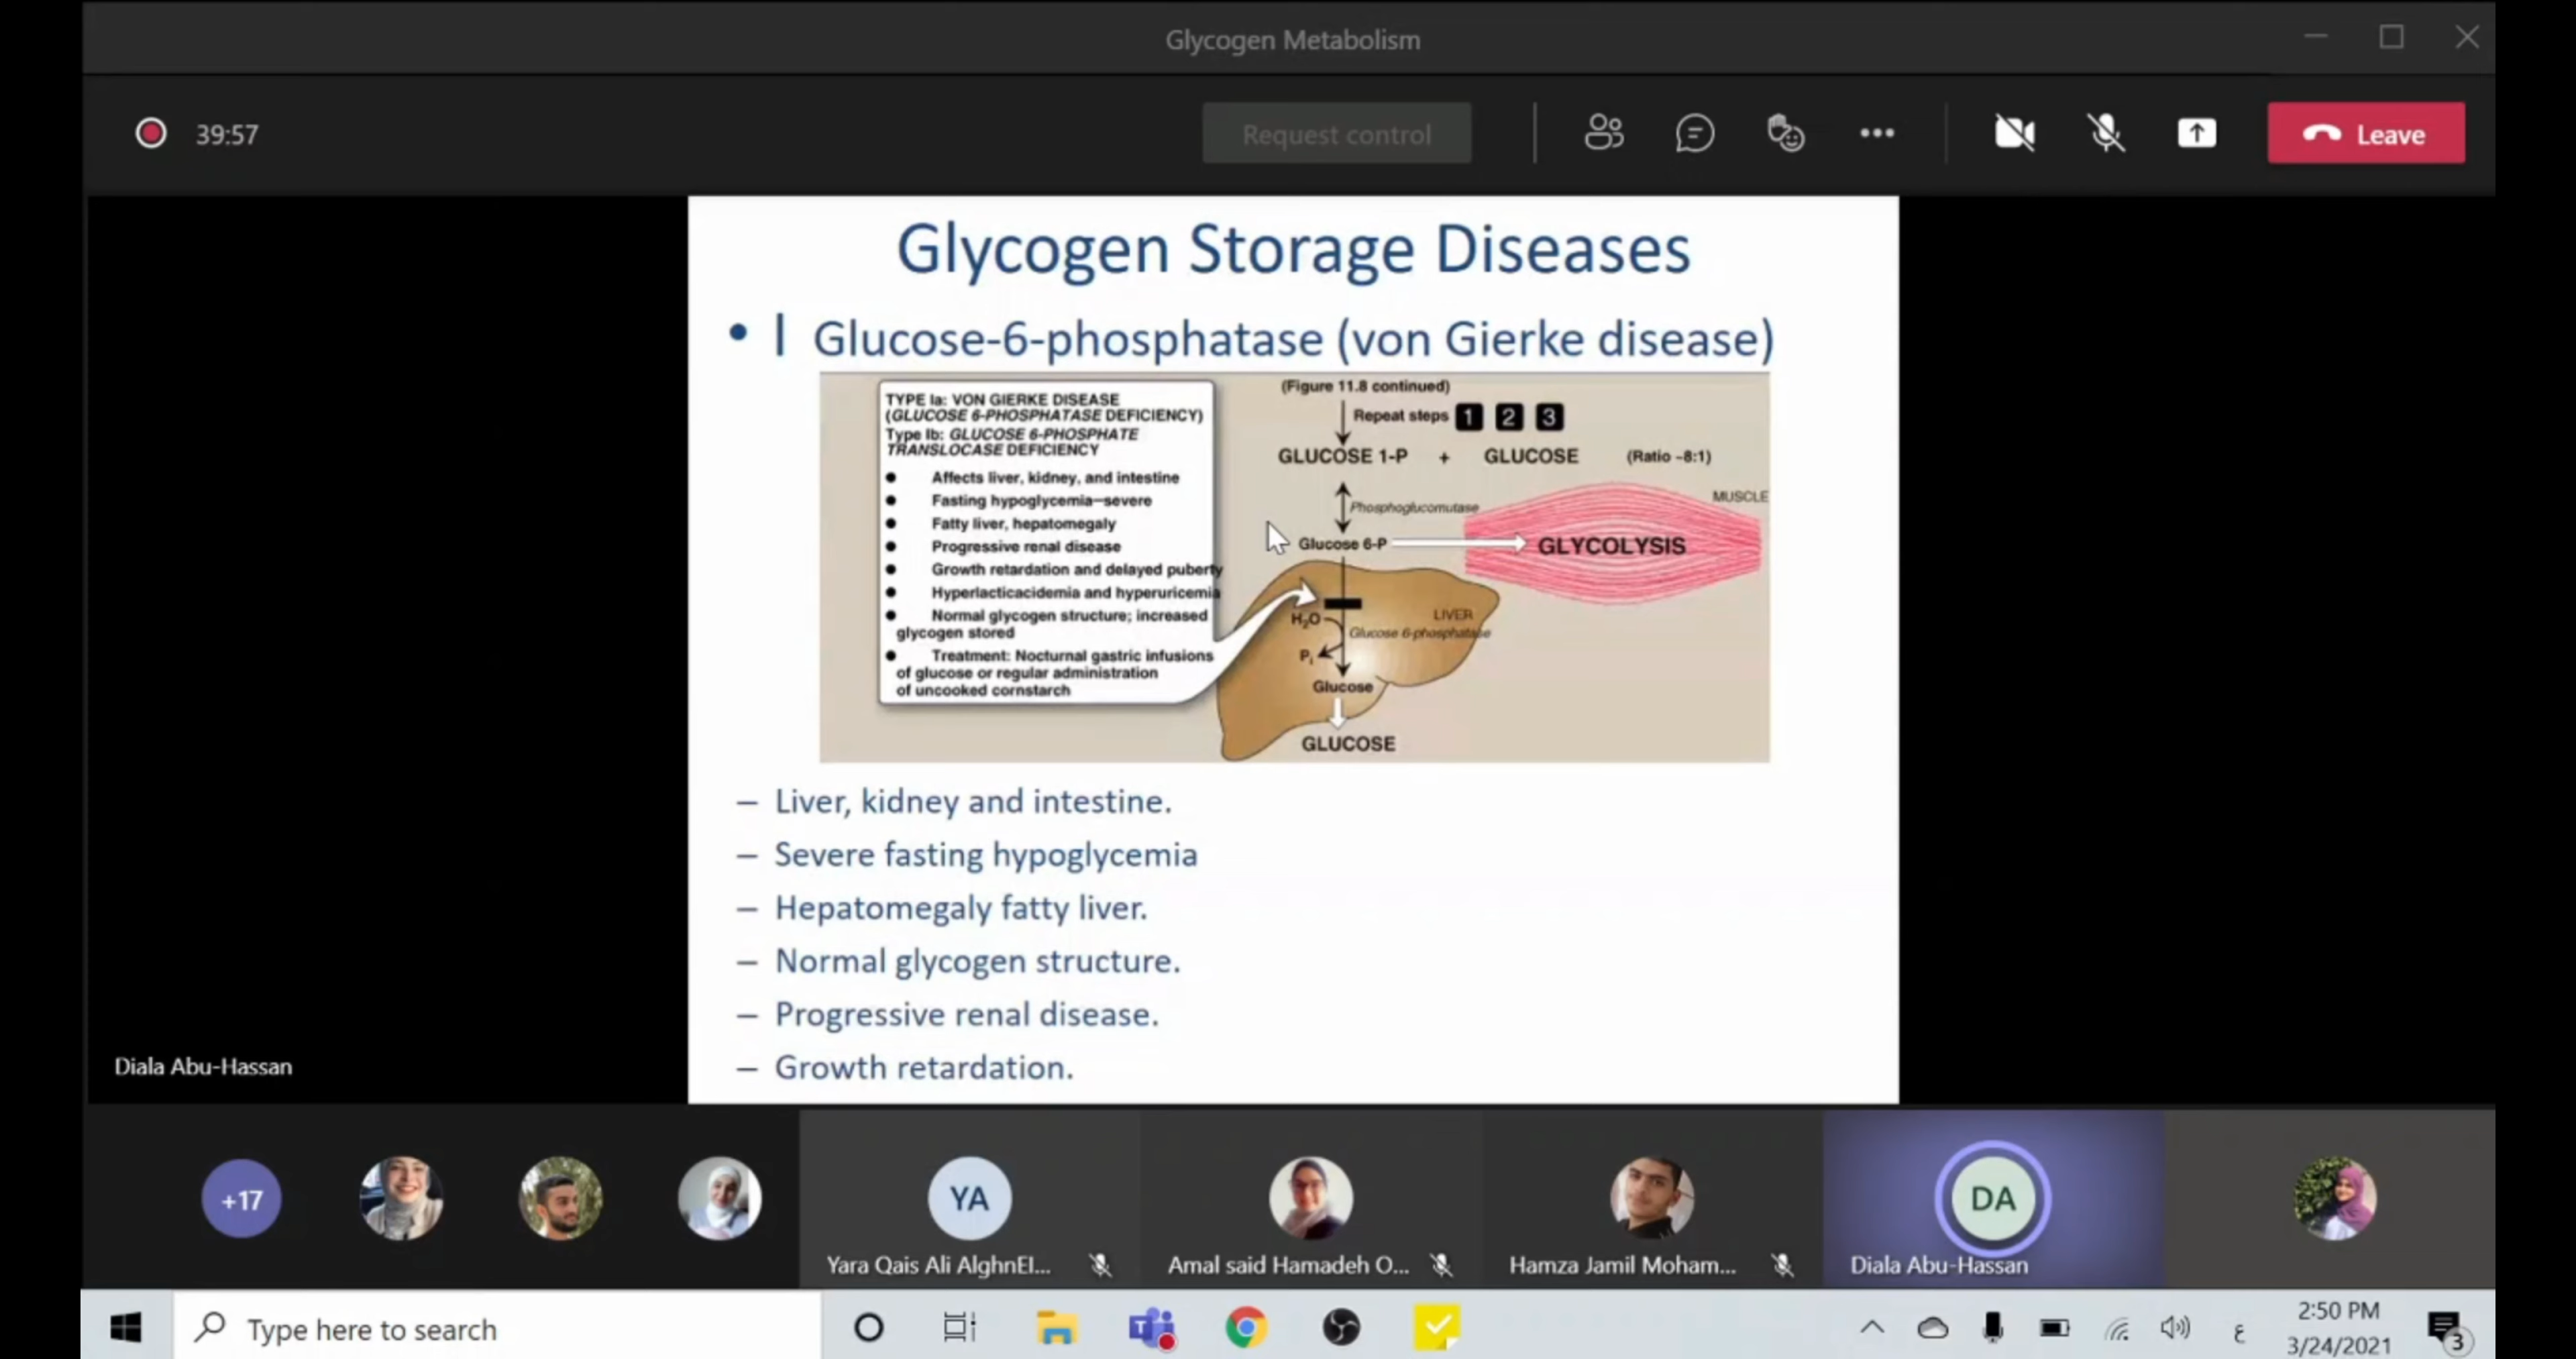 Glycogen Metabolism
39:57
Request control
Leave
Glycogen Storage Diseases
• I Glucose-6-phosphatase (von Gierke disease)
TYPE Ia: VON GIERKE DISEASE
(GLUCOSE 6-PHOSPHATASE DEFICIENCY)
Type Ib: GLUCOSE 6-PHOSPHATE
TRANSLOCASE DEFICIENCY
● Affects liver, kidney, and intestine
● Fasting hypoglycemia—severe
● Fatty liver, hepatomegaly
● Progressive renal disease
● Growth retardation and delayed puberty
● Hyperlacticacidemia and hyperuricemia
● Normal glycogen structure; increased
glycogen stored
● Treatment: Nocturnal gastric infusions
of glucose or regular administration
of uncooked cornstarch
(Figure 11.8 continued)
Repeat steps 1 2 3
GLUCOSE 1-P + GLUCOSE (Ratio ~8:1)
Phosphoglucomutase
MUSCLE
Glucose 6-P
GLYCOLYSIS
LIVER
H₂O
Glucose 6-phosphatase
Pi
Glucose
GLUCOSE
– Liver, kidney and intestine.
– Severe fasting hypoglycemia
– Hepatomegaly fatty liver.
– Normal glycogen structure.
– Progressive renal disease.
– Growth retardation.
Diala Abu-Hassan
+17
YA
Yara Qais Ali AlghnEl...
Amal said Hamadeh O...
Hamza Jamil Moham...
DA
Diala Abu-Hassan
Type here to search
ع
2:50 PM
3/24/2021
3